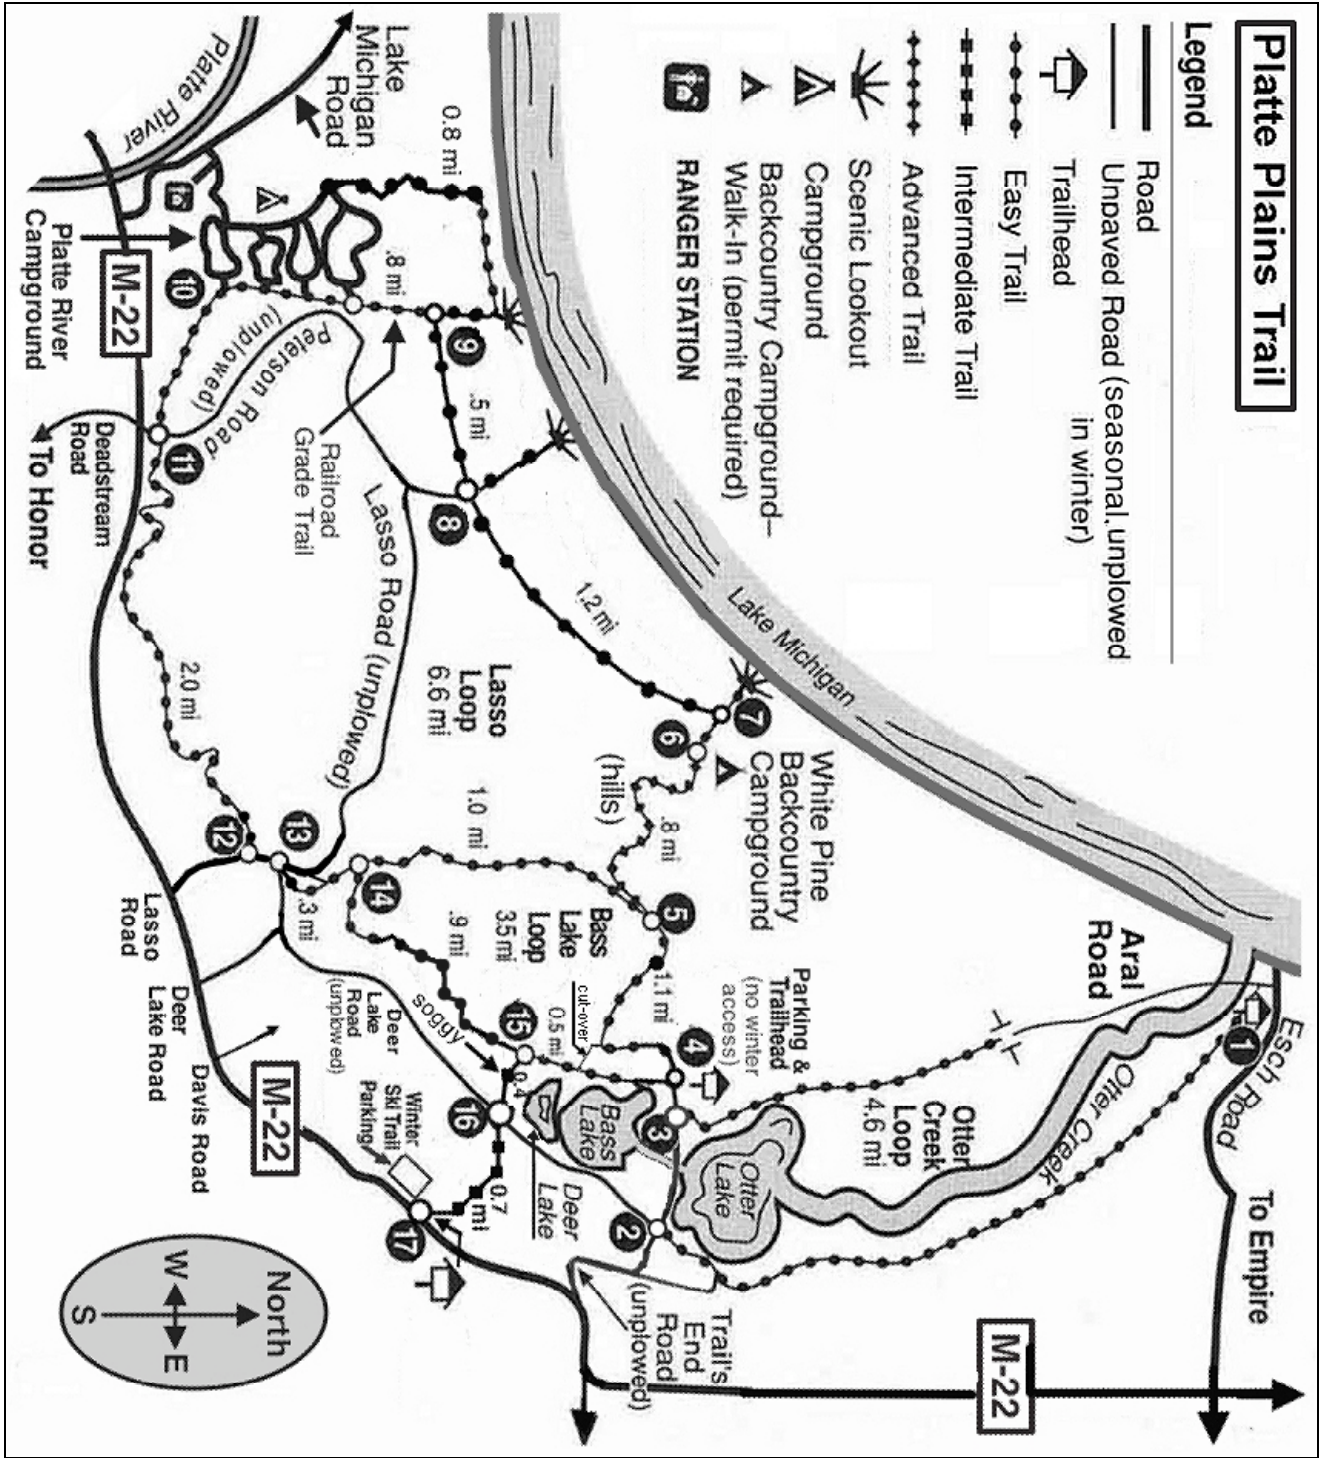 Platte Plains Trail
Legend
Road
Unpaved Road (seasonal, unplowed
in winter)
Trailhead
Easy Trail
Intermediate Trail
Advanced Trail
Scenic Lookout
Campground
Backcountry Campground–
Walk-In (permit required)
RANGER STATION
Lake Michigan
Esch Road
1
To Empire
M-22
Aral
Road
Otter Creek
Otter
Creek
Loop
4.6 mi
Parking &
Trailhead
(no winter
access)
White Pine
Backcountry
Campground
7
6
(hills)
.8 mi
5
1.1 mi
4
3
Otter
Lake
Bass
Lake
cut-over
0.5 mi
Bass
Lake
Loop
3.5 mi
15
0.4
soggy
16
Deer
Lake
2
Trail's
End
Road
(unplowed)
0.7
mi
17
Winter
Ski Trail
Parking
Deer
Lake
Road
(unplowed)
.9 mi
1.0 mi
14
.3 mi
13
12
Lasso
Loop
6.6 mi
1.2 mi
8
.5 mi
9
0.8 mi
.8 mi
Lake
Michigan
Road
Platte River
Railroad
Grade Trail
Lasso Road (unplowed)
Peterson Road
(unplowed)
10
11
2.0 mi
M-22
Platte River
Campground
Deadstream
Road
To Honor
Lasso
Road
Deer
Lake Road
Davis Road
M-22
North
W
E
S